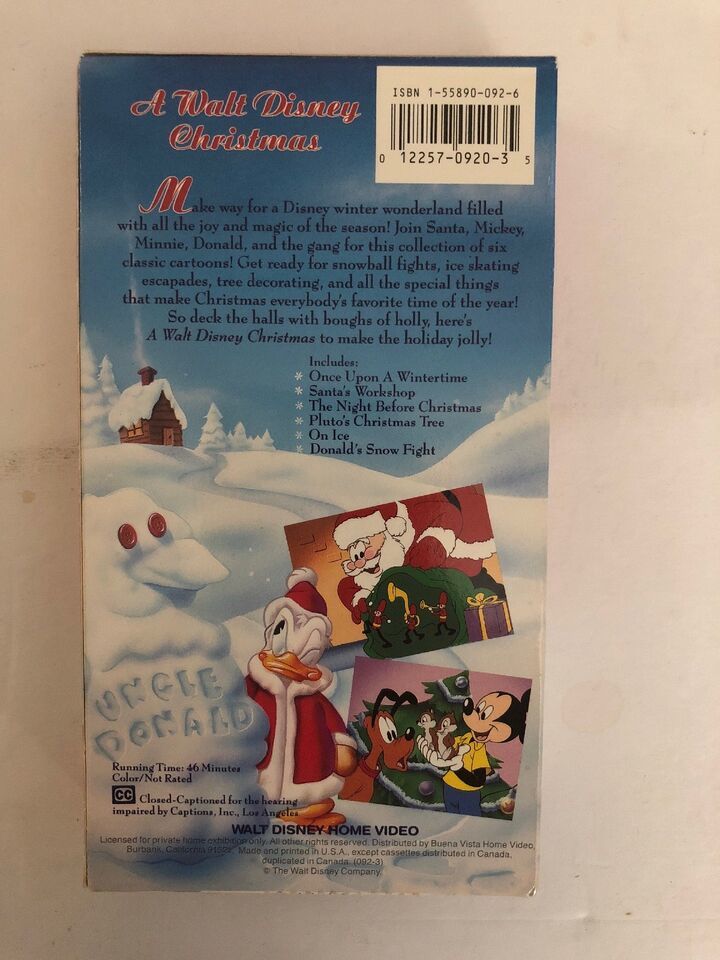 A Walt Disney
Christmas
ISBN 1-55890-092-6
0 12257-0920-3 5
Make way for a Disney winter wonderland filled
with all the joy and magic of the season! Join Santa, Mickey,
Minnie, Donald, and the gang for this collection of six
classic cartoons! Get ready for snowball fights, ice skating
escapades, tree decorating, and all the special things
that make Christmas everybody's favorite time of the year!
So deck the halls with boughs of holly, here's
A Walt Disney Christmas to make the holiday jolly!
Includes:
* Once Upon A Wintertime
* Santa's Workshop
* The Night Before Christmas
* Pluto's Christmas Tree
* On Ice
* Donald's Snow Fight
UNCLE
DONALD
Running Time: 46 Minutes
Color/Not Rated
CC Closed-Captioned for the hearing
impaired by Captions, Inc., Los Angeles
WALT DISNEY HOME VIDEO
Licensed for private home exhibition only. All other rights reserved. Distributed by Buena Vista Home Video,
Burbank, California Made and printed in U.S.A., except cassettes distributed in Canada,
duplicated in Canada. (092-3)
© The Walt Disney Company.